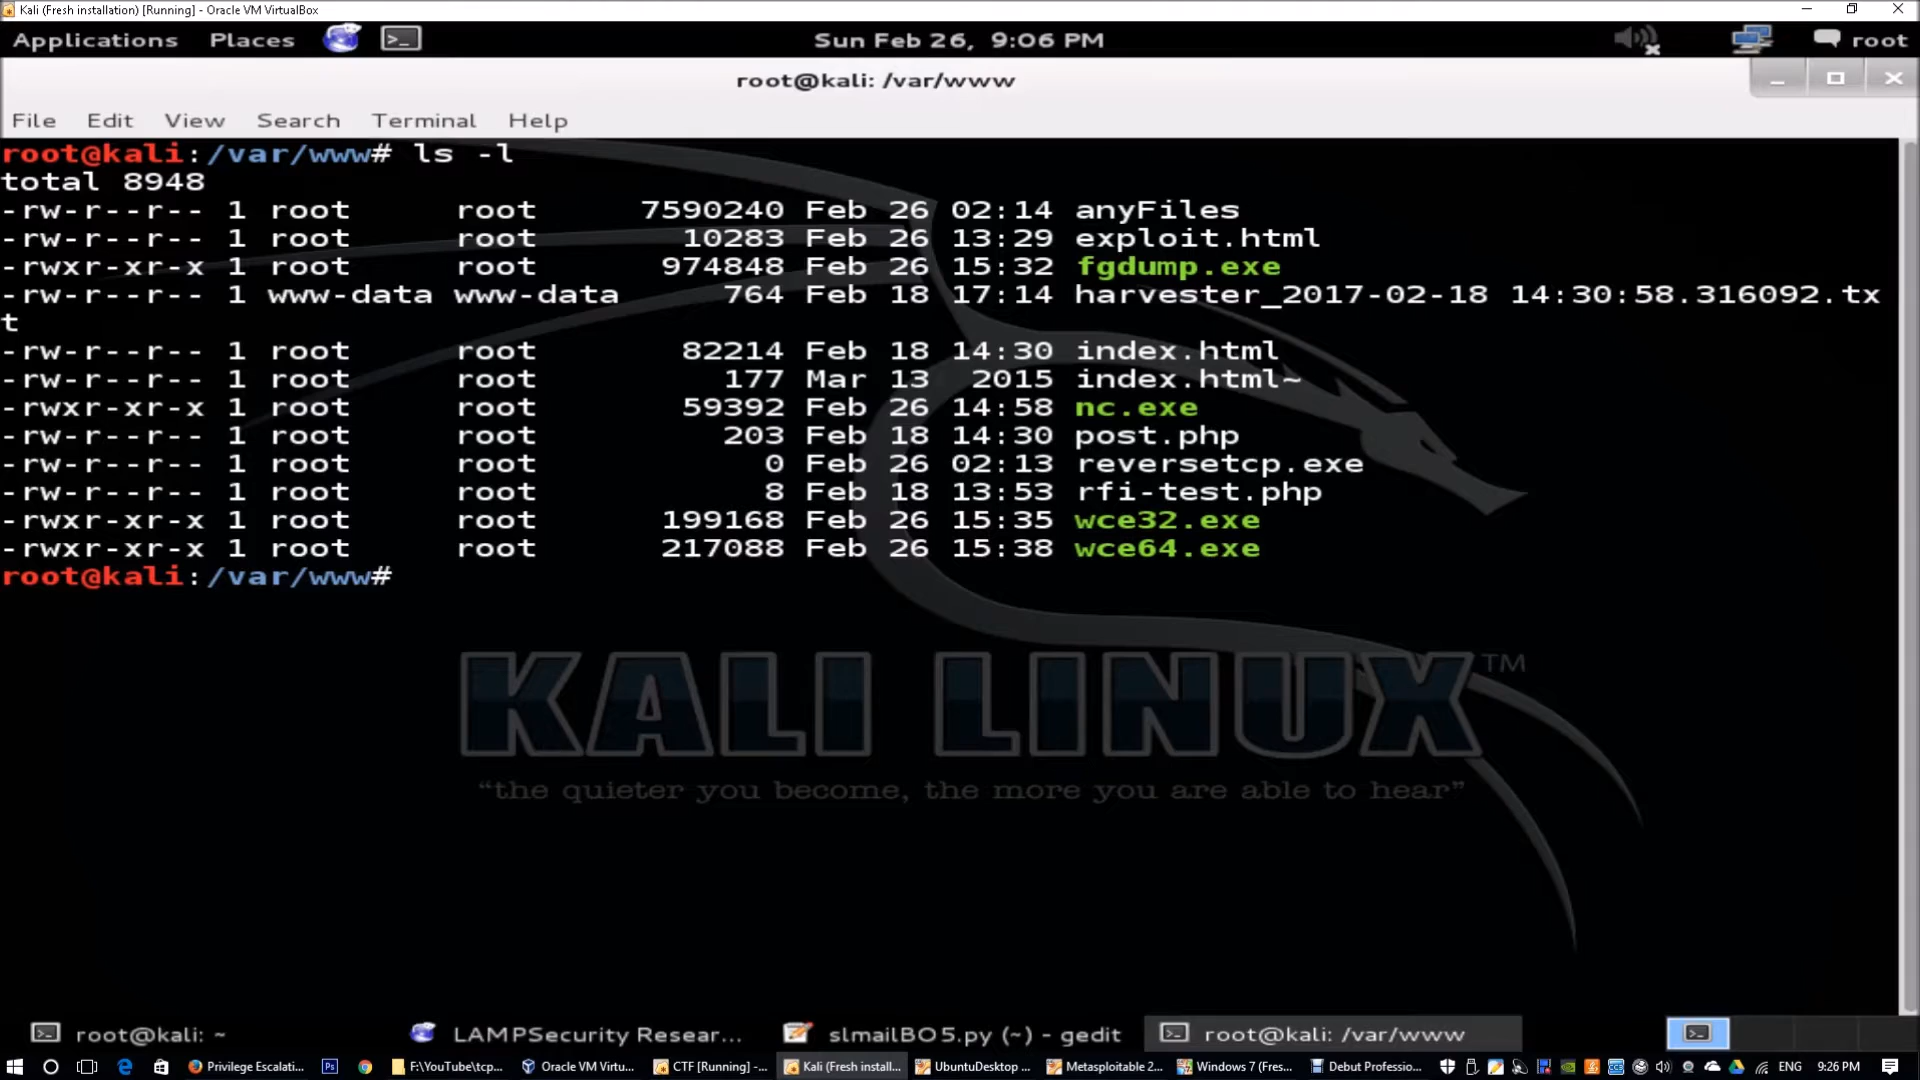 Kali (Fresh installation) [Running] - Oracle VM VirtualBox
Applications Places Sun Feb 26, 9:06 PM root
root@kali: /var/www
File Edit View Search Terminal Help
root@kali:/var/www# ls -l
total 8948
-rw-r--r-- 1 root root 7590240 Feb 26 02:14 anyFiles
-rw-r--r-- 1 root root 10283 Feb 26 13:29 exploit.html
-rwxr-xr-x 1 root root 974848 Feb 26 15:32 fgdump.exe
-rw-r--r-- 1 www-data www-data 764 Feb 18 17:14 harvester_2017-02-18 14:30:58.316092.tx
t
-rw-r--r-- 1 root root 82214 Feb 18 14:30 index.html
-rw-r--r-- 1 root root 177 Mar 13 2015 index.html~
-rwxr-xr-x 1 root root 59392 Feb 26 14:58 nc.exe
-rw-r--r-- 1 root root 203 Feb 18 14:30 post.php
-rw-r--r-- 1 root root 0 Feb 26 02:13 reversetcp.exe
-rw-r--r-- 1 root root 8 Feb 18 13:53 rfi-test.php
-rwxr-xr-x 1 root root 199168 Feb 26 15:35 wce32.exe
-rwxr-xr-x 1 root root 217088 Feb 26 15:38 wce64.exe
root@kali:/var/www#
KALI LINUX™
“the quieter you become, the more you are able to hear”
root@kali: ~ LAMPSecurity Resear... slmailBO5.py (~) - gedit root@kali: /var/www
Privilege Escalati... Ps F:\YouTube\tcp... Oracle VM Virtu... CTF [Running] -... Kali (Fresh install... UbuntuDesktop ... Metasploitable 2... Windows 7 (Fres... Debut Professio... ENG 9:26 PM